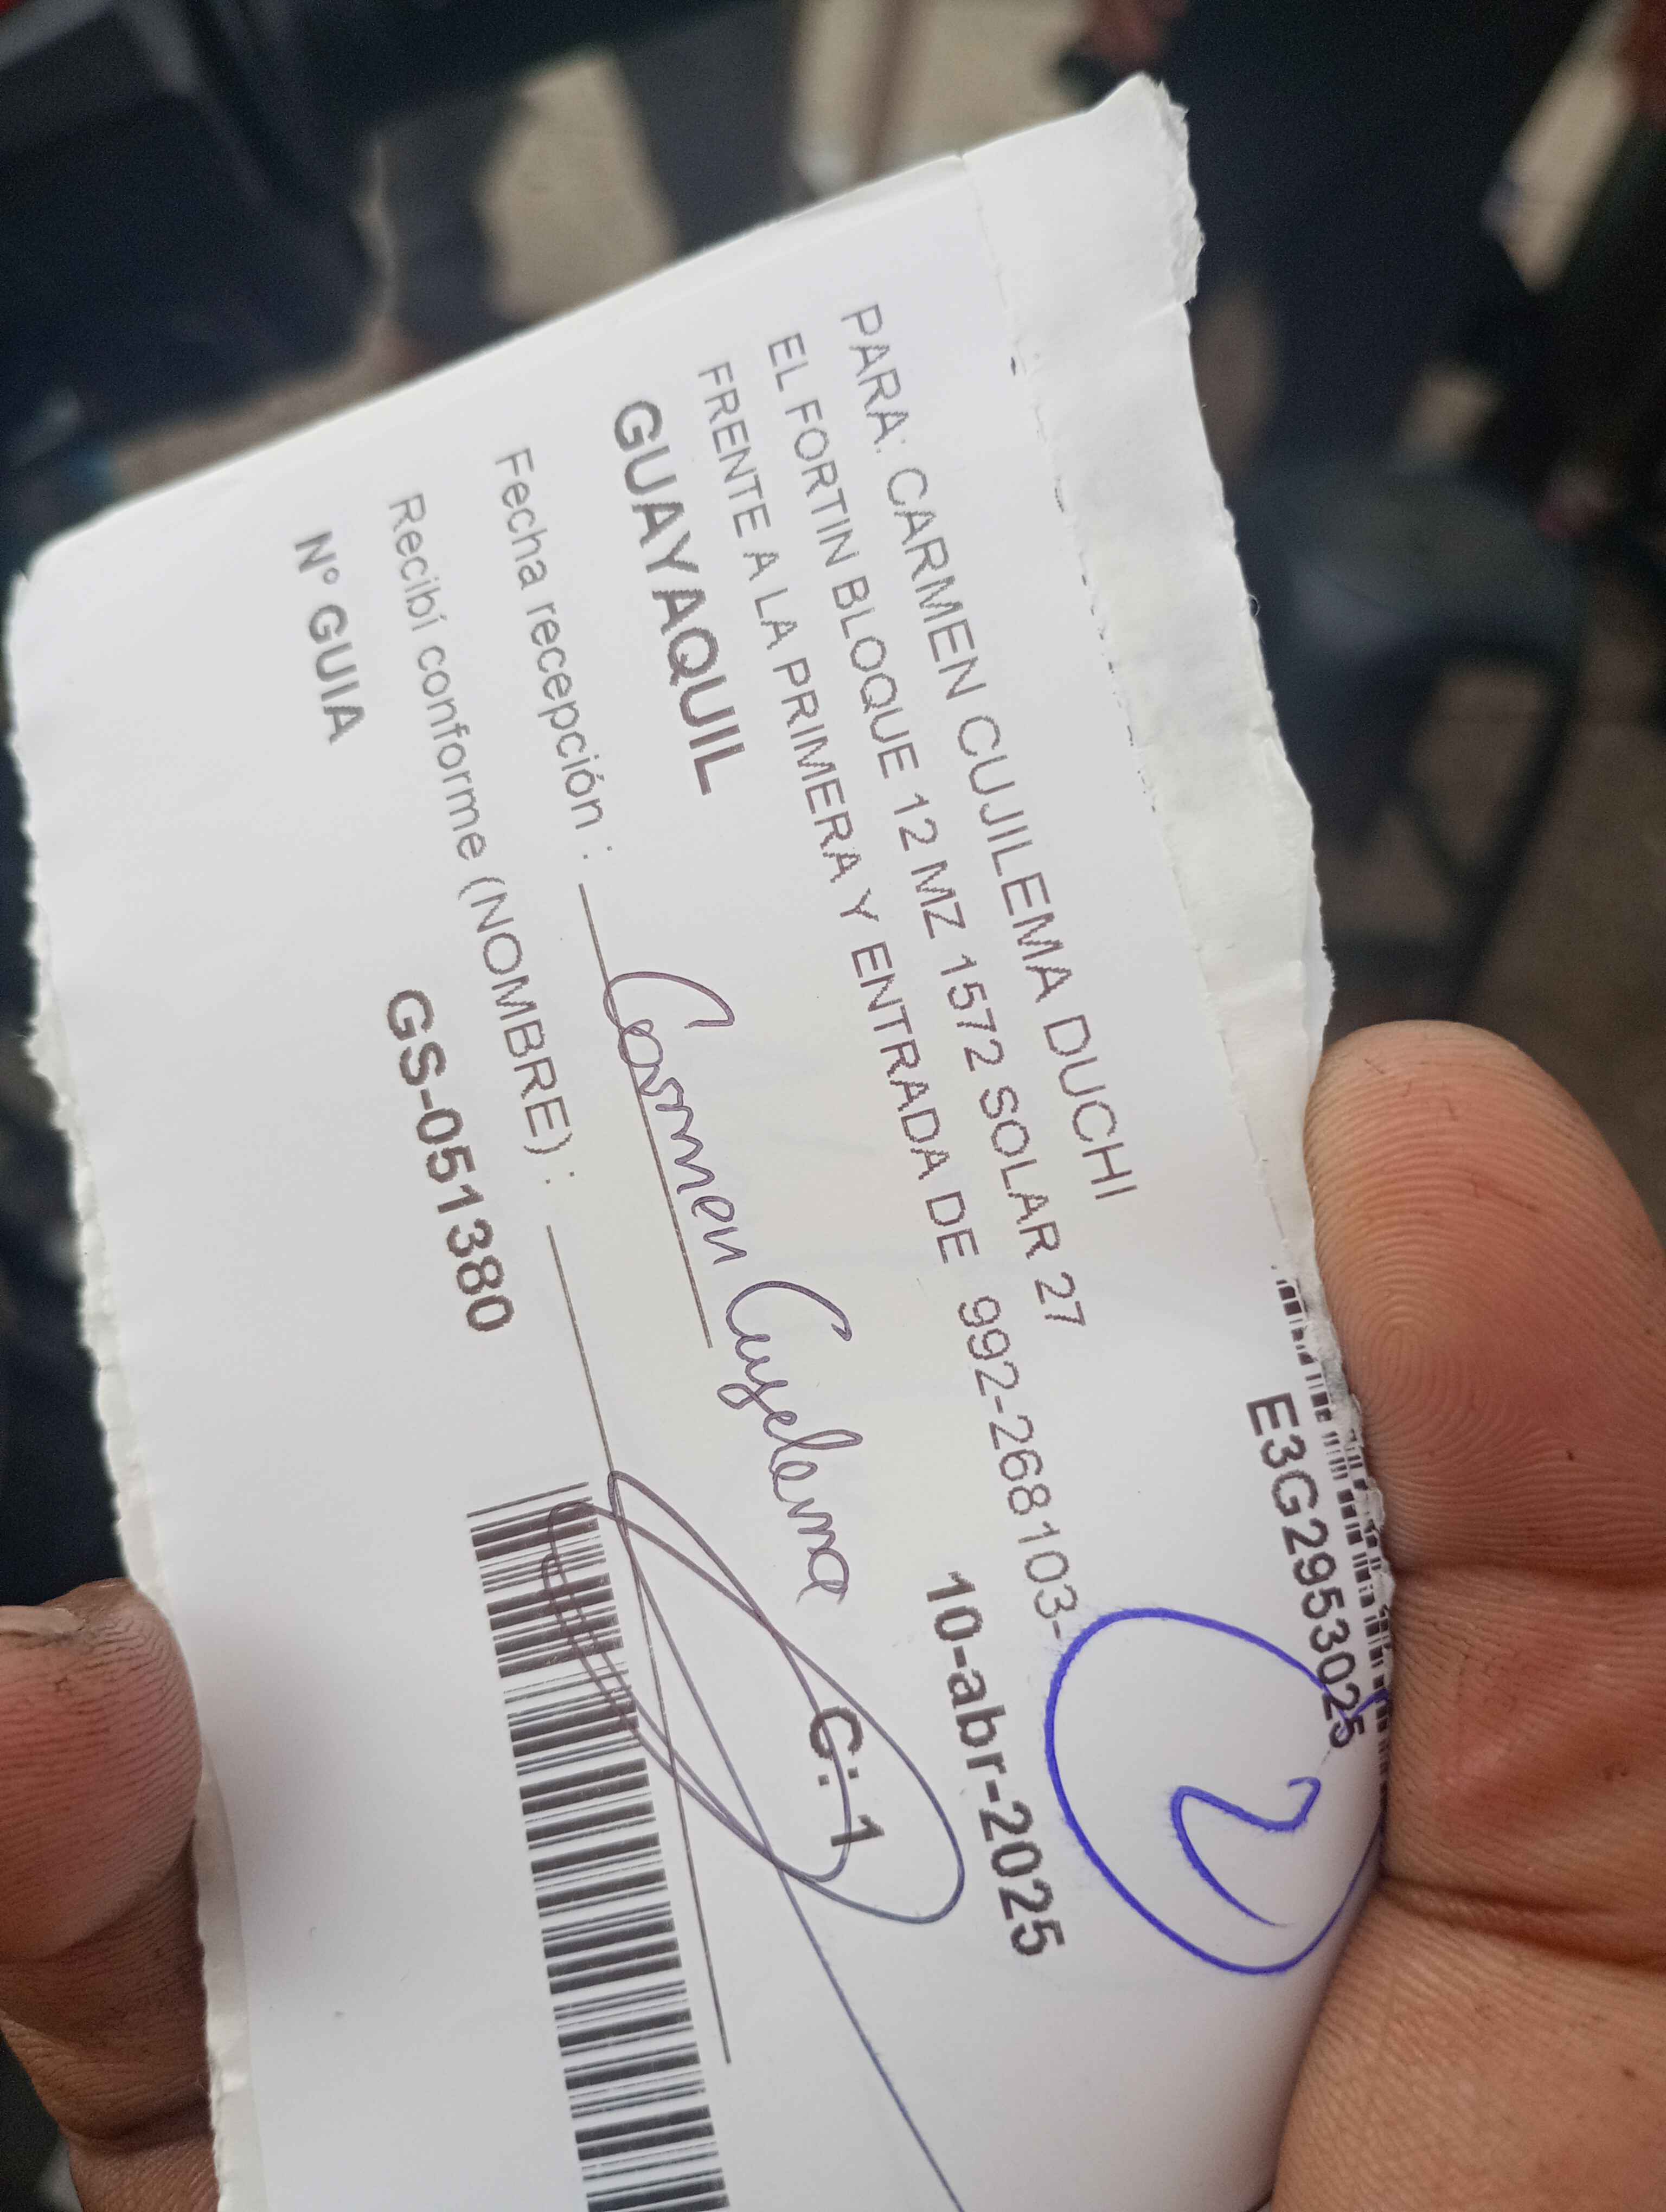 E3G2953025
2
PARA: CARMEN CUJILEMA DUCHI
EL FORTIN BLOQUE 12 MZ 1572 SOLAR 27
FRENTE A LA PRIMERA Y ENTRADA DE 992-268103-
GUAYAQUIL 10-abr-2025
Fecha recepción : Carmen Cujilema C: 1
Recibí conforme (NOMBRE) :
N° GUIA GS-051380